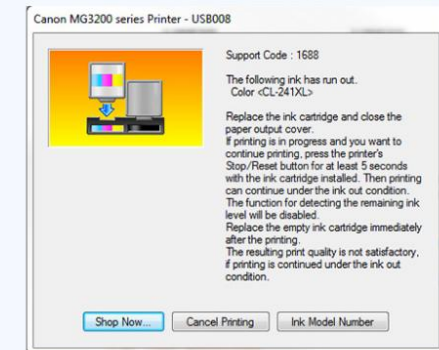 Canon MG3200 series Printer - USB008
Support Code : 1688
The following ink has run out.
Color <CL-241XL>
Replace the ink cartridge and close the
paper output cover.
If printing is in progress and you want to
continue printing, press the printer's
Stop/Reset button for at least 5 seconds
with the ink cartridge installed. Then printing
can continue under the ink out condition.
The function for detecting the remaining ink
level will be disabled.
Replace the empty ink cartridge immediately
after the printing.
The resulting print quality is not satisfactory,
if printing is continued under the ink out
condition.
Shop Now...
Cancel Printing
Ink Model Number